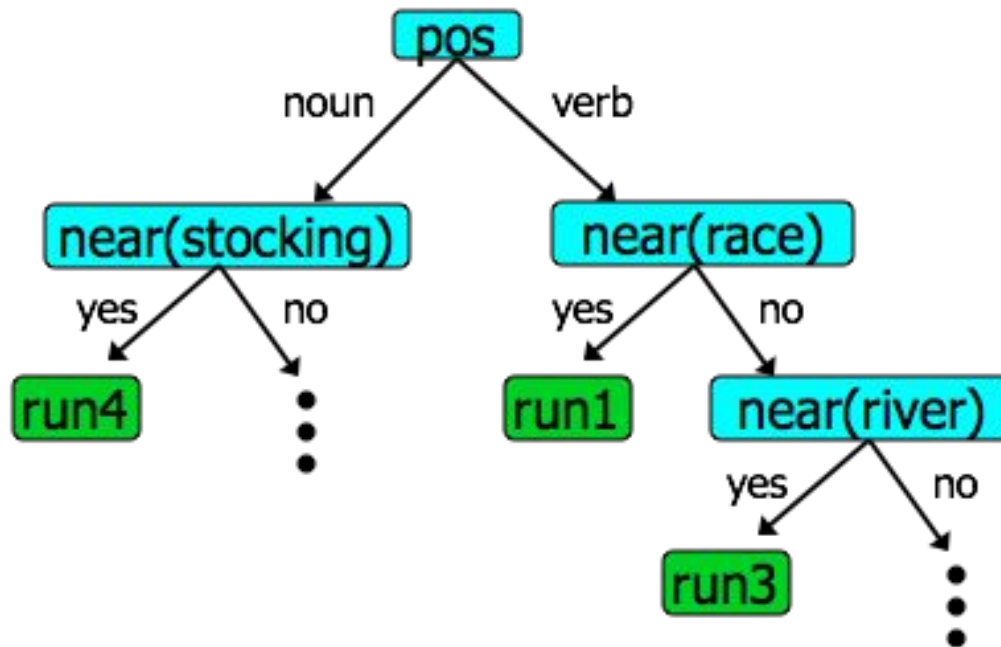 pos
noun verb
near(stocking) near(race)
yes no yes no
run4 run1 near(river)
yes no
run3